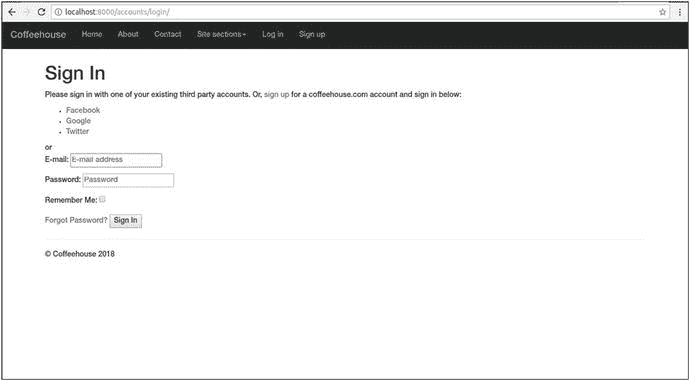 localhost:8000/accounts/login/
Coffeehouse Home About Contact Site sections Log in Sign up
Sign In
Please sign in with one of your existing third party accounts. Or, sign up for a coffeehouse.com account and sign in below:
Facebook
Google
Twitter
or
E-mail: E-mail address
Password: Password
Remember Me:
Forgot Password? Sign In
© Coffeehouse 2018